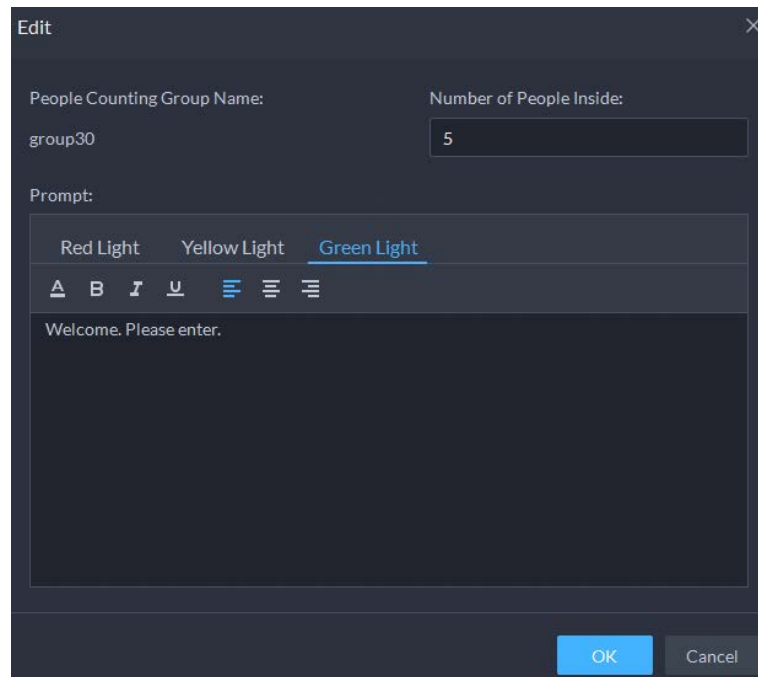 Edit
People Counting Group Name:
Number of People Inside:
group30
5
Prompt:
Red Light Yellow Light Green Light
A B I U
Welcome. Please enter.
OK Cancel